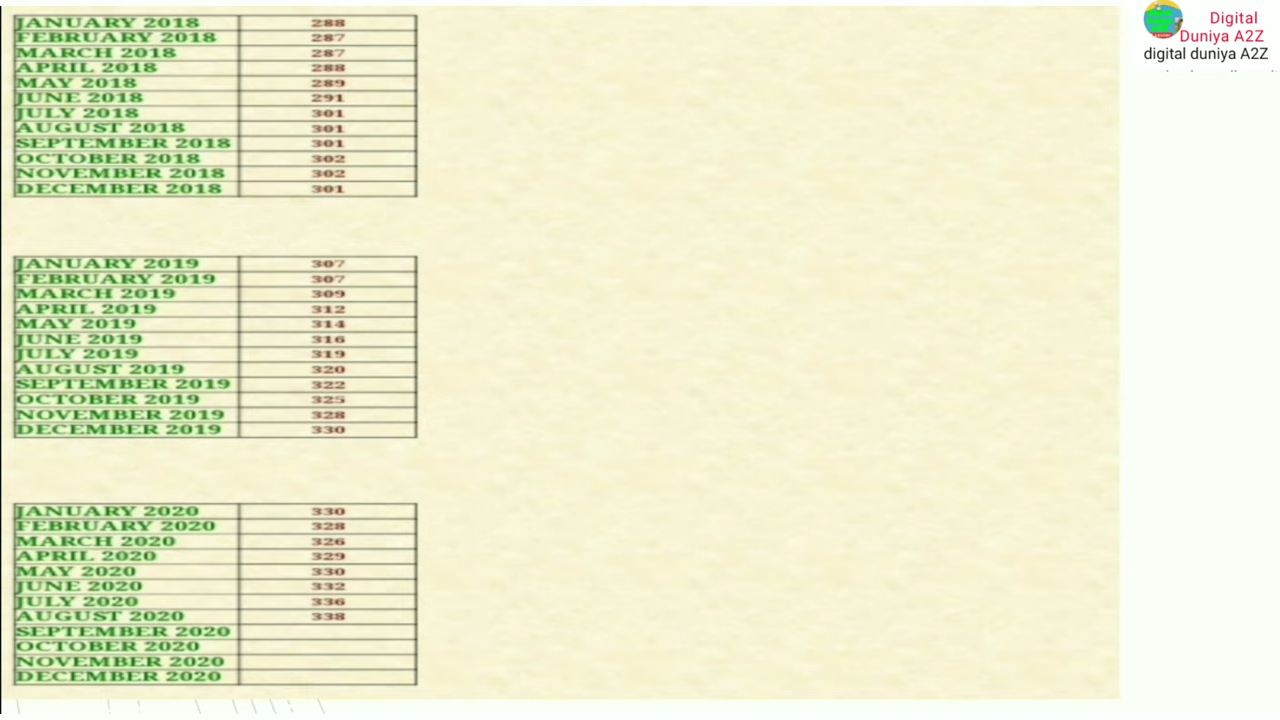 JANUARY 2018 288
FEBRUARY 2018 287
MARCH 2018 287
APRIL 2018 288
MAY 2018 289
JUNE 2018 291
JULY 2018 301
AUGUST 2018 301
SEPTEMBER 2018 301
OCTOBER 2018 302
NOVEMBER 2018 302
DECEMBER 2018 301
JANUARY 2019 307
FEBRUARY 2019 307
MARCH 2019 309
APRIL 2019 312
MAY 2019 314
JUNE 2019 316
JULY 2019 319
AUGUST 2019 320
SEPTEMBER 2019 322
OCTOBER 2019 325
NOVEMBER 2019 328
DECEMBER 2019 330
JANUARY 2020 330
FEBRUARY 2020 328
MARCH 2020 326
APRIL 2020 329
MAY 2020 330
JUNE 2020 332
JULY 2020 336
AUGUST 2020 338
SEPTEMBER 2020
OCTOBER 2020
NOVEMBER 2020
DECEMBER 2020
Digital
Duniya A2Z
digital duniya A2Z